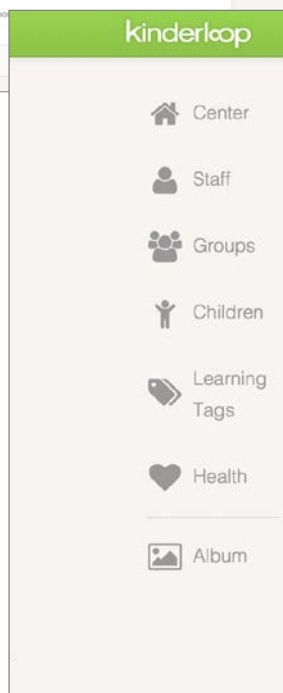 kinderloop
Center
Staff
Groups
Children
Learning
Tags
Health
Album